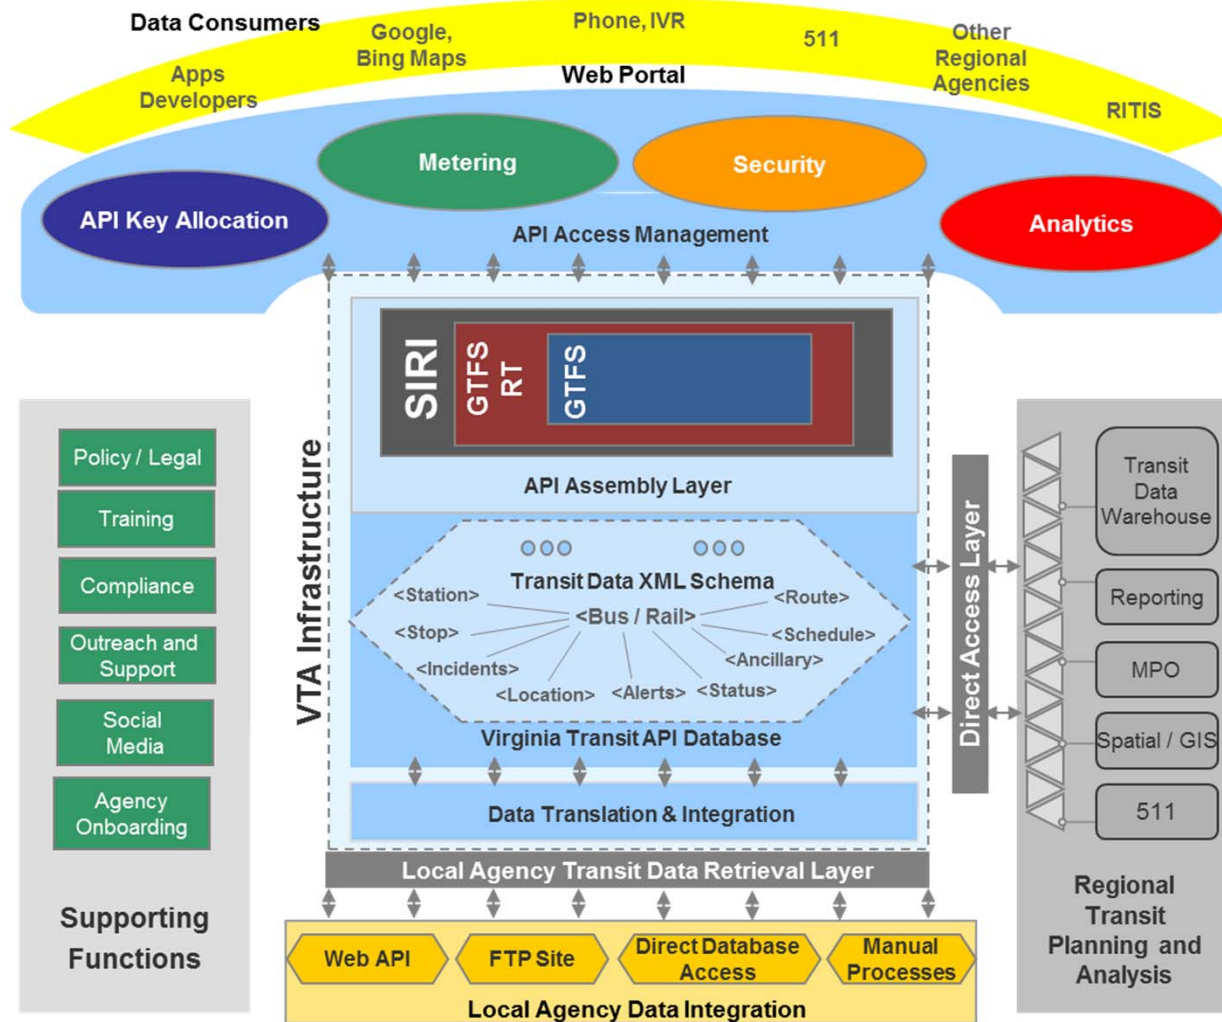 Data Consumers
Apps
Developers
Google,
Bing Maps
Phone, IVR
511
Other
Regional
Agencies
RITIS
Web Portal
API Key Allocation
Metering
Security
Analytics
API Access Management
VTA Infrastructure
SIRI
GTFS
RT
GTFS
API Assembly Layer
Transit Data XML Schema
<Station>
<Stop>
<Incidents>
<Location>
<Bus / Rail>
<Alerts>
<Status>
<Ancillary>
<Schedule>
<Route>
Virginia Transit API Database
Data Translation & Integration
Local Agency Transit Data Retrieval Layer
Web API
FTP Site
Direct Database
Access
Manual
Processes
Local Agency Data Integration
Policy / Legal
Training
Compliance
Outreach and
Support
Social
Media
Agency
Onboarding
Supporting
Functions
Direct Access Layer
Transit
Data
Warehouse
Reporting
MPO
Spatial / GIS
511
Regional
Transit
Planning and
Analysis